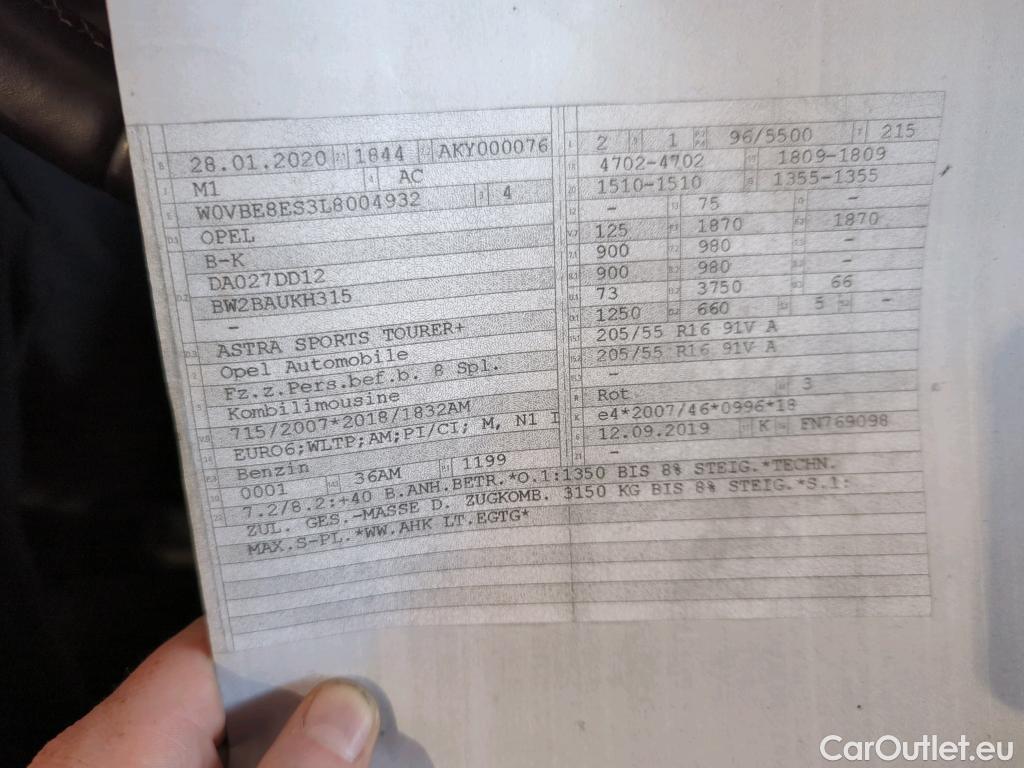 28.01.2020 1844 AKY000076
M1 AC
W0VBE8ES3L8004932 4
OPEL
B-K
DA027DD12
BW2BAUKH315
-
ASTRA SPORTS TOURER+
Opel Automobile
Fz.z.Pers.bef.b. 8 Spl.
Kombilimousine
715/2007*2018/1832AM
EURO6;WLTP;AM;PI/CI; M, N1 I
Benzin
0001 36AM 1199
2 1 96/5500 215
4702-4702 1809-1809
1510-1510 1355-1355
- 75 -
125 1870 1870
900 980 -
900 980 -
73 3750 66
1250 660 5 -
205/55 R16 91V A
205/55 R16 91V A
-
Rot 3
e4*2007/46*0996*18
12.09.2019 K FN769098
-
7.2/8.2:+40 B.ANH.BETR.*O.1:1350 BIS 8% STEIG.*TECHN.
ZUL. GES.-MASSE D. ZUGKOMB. 3150 KG BIS 8% STEIG.*S.1:
MAX.S-PL.*WW.AHK LT.EGTG*
CarOutlet.eu